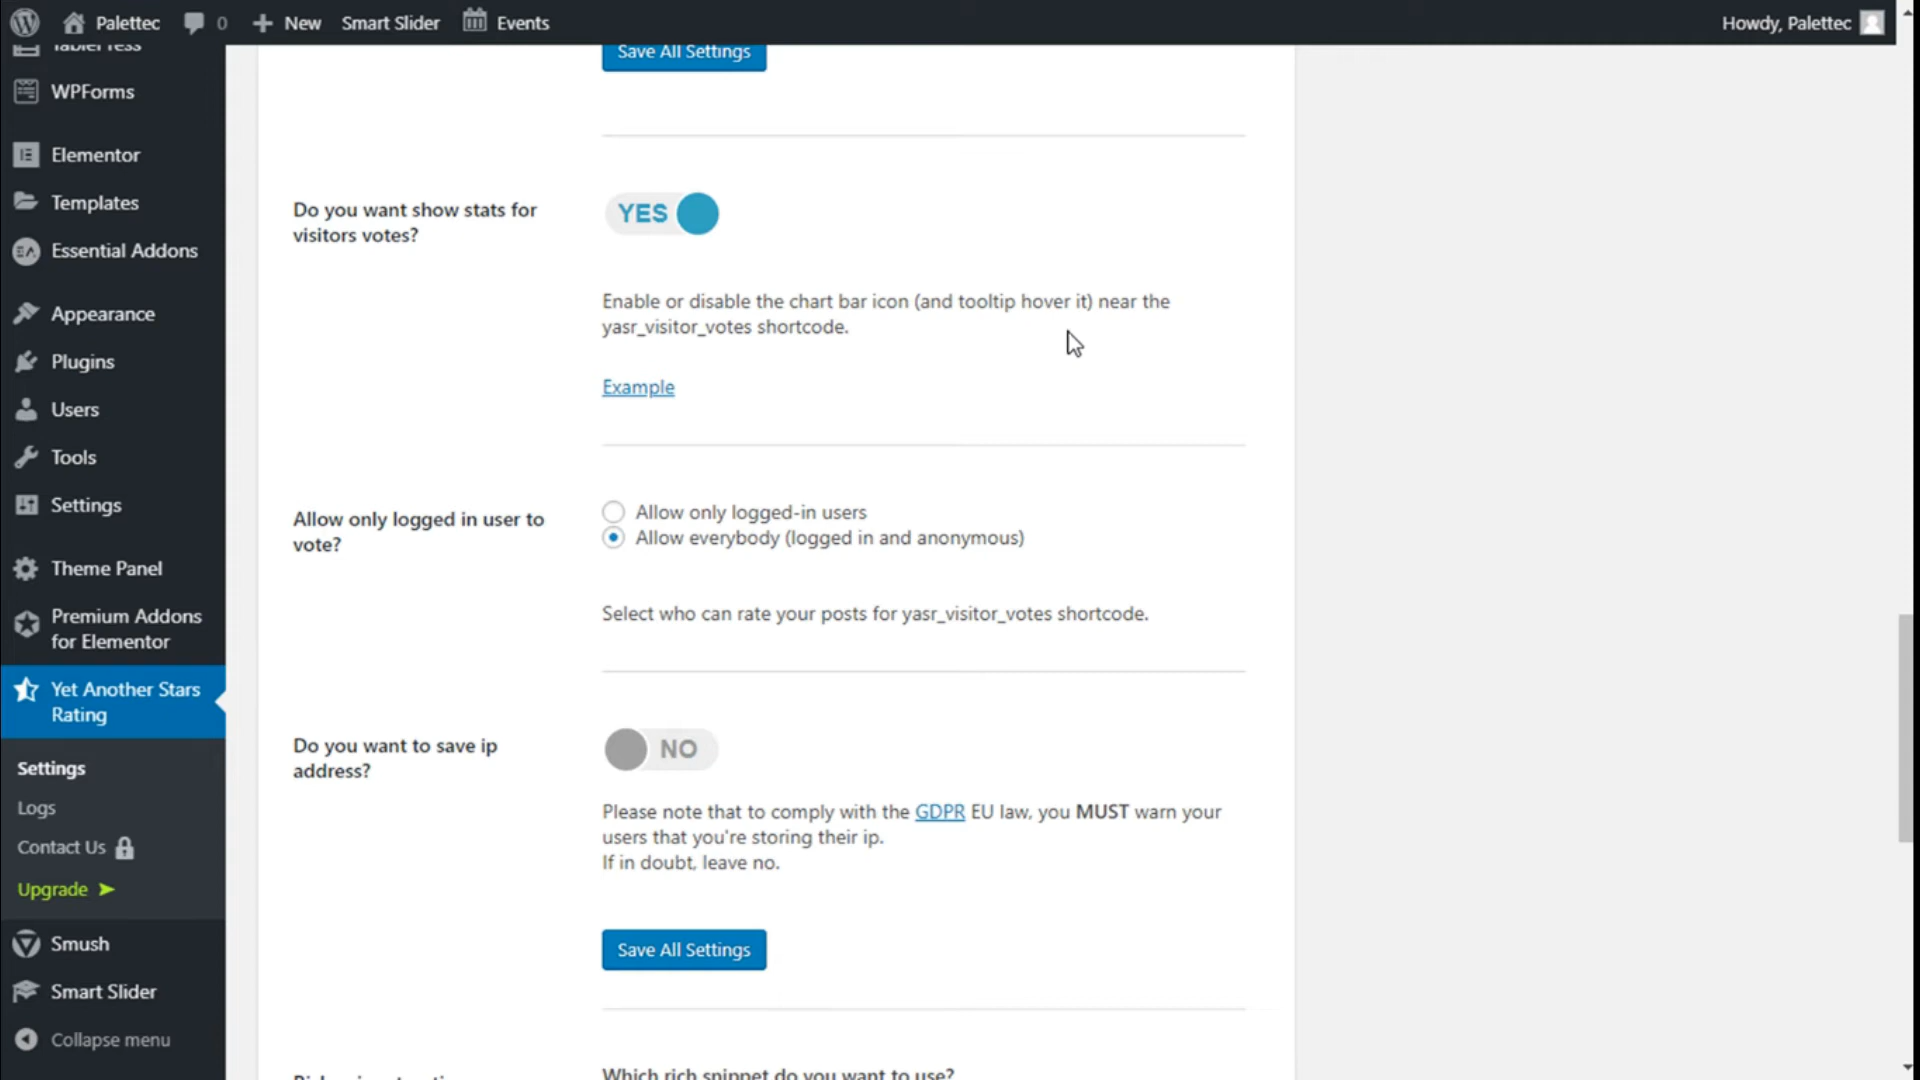 Palettec
0
New
Smart Slider
Events
Howdy, Palettec
TablePress
WPForms
Elementor
Templates
Essential Addons
Appearance
Plugins
Users
Tools
Settings
Theme Panel
Premium Addons
for Elementor
Yet Another Stars
Rating
Settings
Logs
Contact Us
Upgrade
Smush
Smart Slider
Collapse menu
Save All Settings
Do you want show stats for
visitors votes?
YES
Enable or disable the chart bar icon (and tooltip hover it) near the
yasr_visitor_votes shortcode.
Example
Allow only logged in user to
vote?
Allow only logged-in users
Allow everybody (logged in and anonymous)
Select who can rate your posts for yasr_visitor_votes shortcode.
Do you want to save ip
address?
NO
Please note that to comply with the GDPR EU law, you MUST warn your
users that you're storing their ip.
If in doubt, leave no.
Save All Settings
Which rich snippet do you want to use?